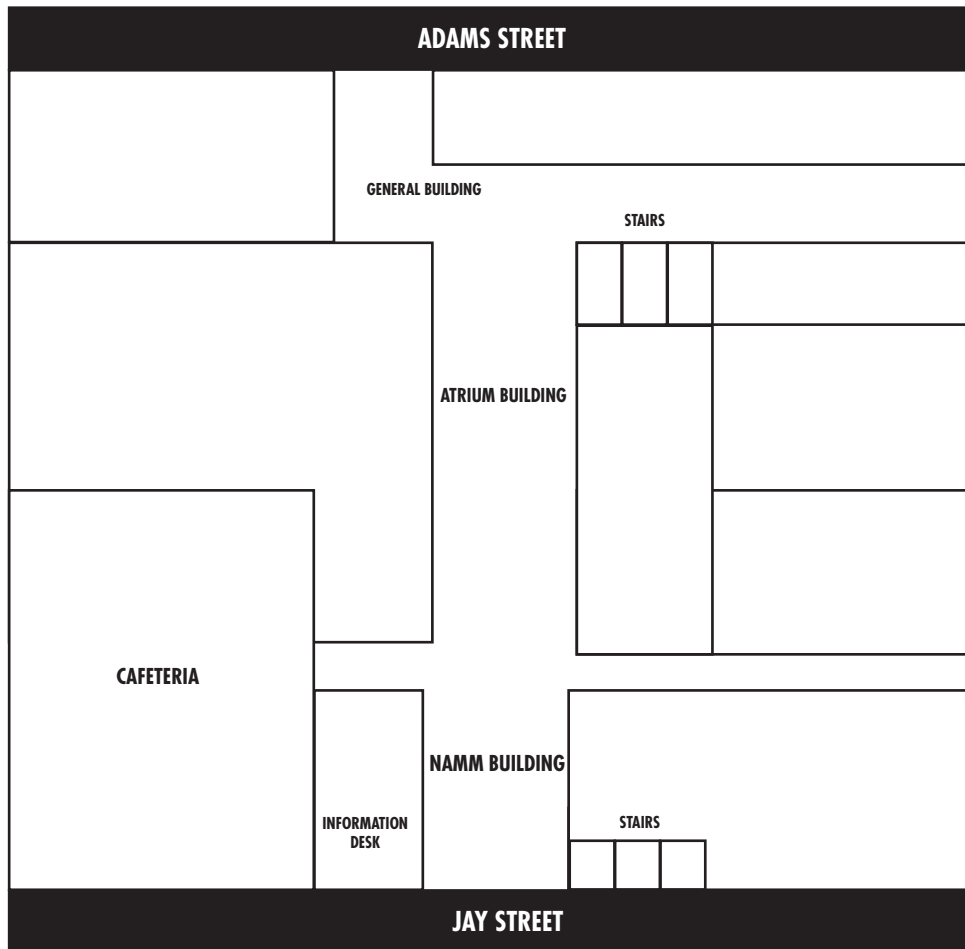 ADAMS STREET
GENERAL BUILDING
STAIRS
ATRIUM BUILDING
CAFETERIA
NAMM BUILDING
INFORMATION
DESK
STAIRS
JAY STREET